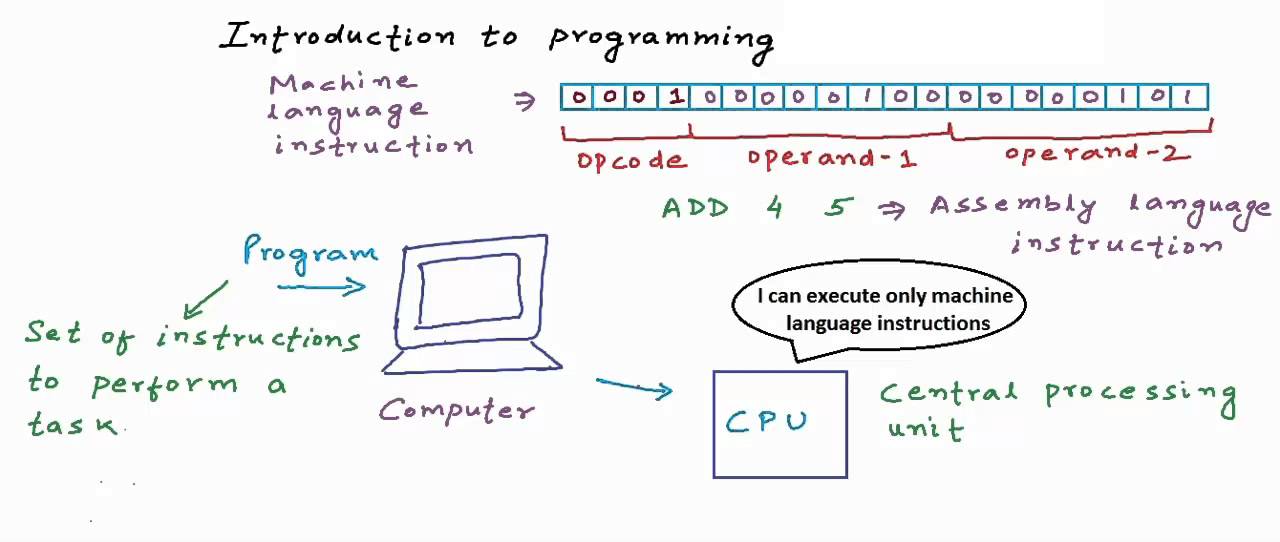 Introduction to programming
Machine
language
instruction
⇒ 0 0 0 1 0 0 0 0 0 1 0 0 0 0 0 0 0 1 0 1
opcode operand-1 operand-2
ADD 4 5 ⇒ Assembly language
instruction
Program
Set of instructions
to perform a
task
Computer
I can execute only machine
language instructions
CPU
Central processing
unit